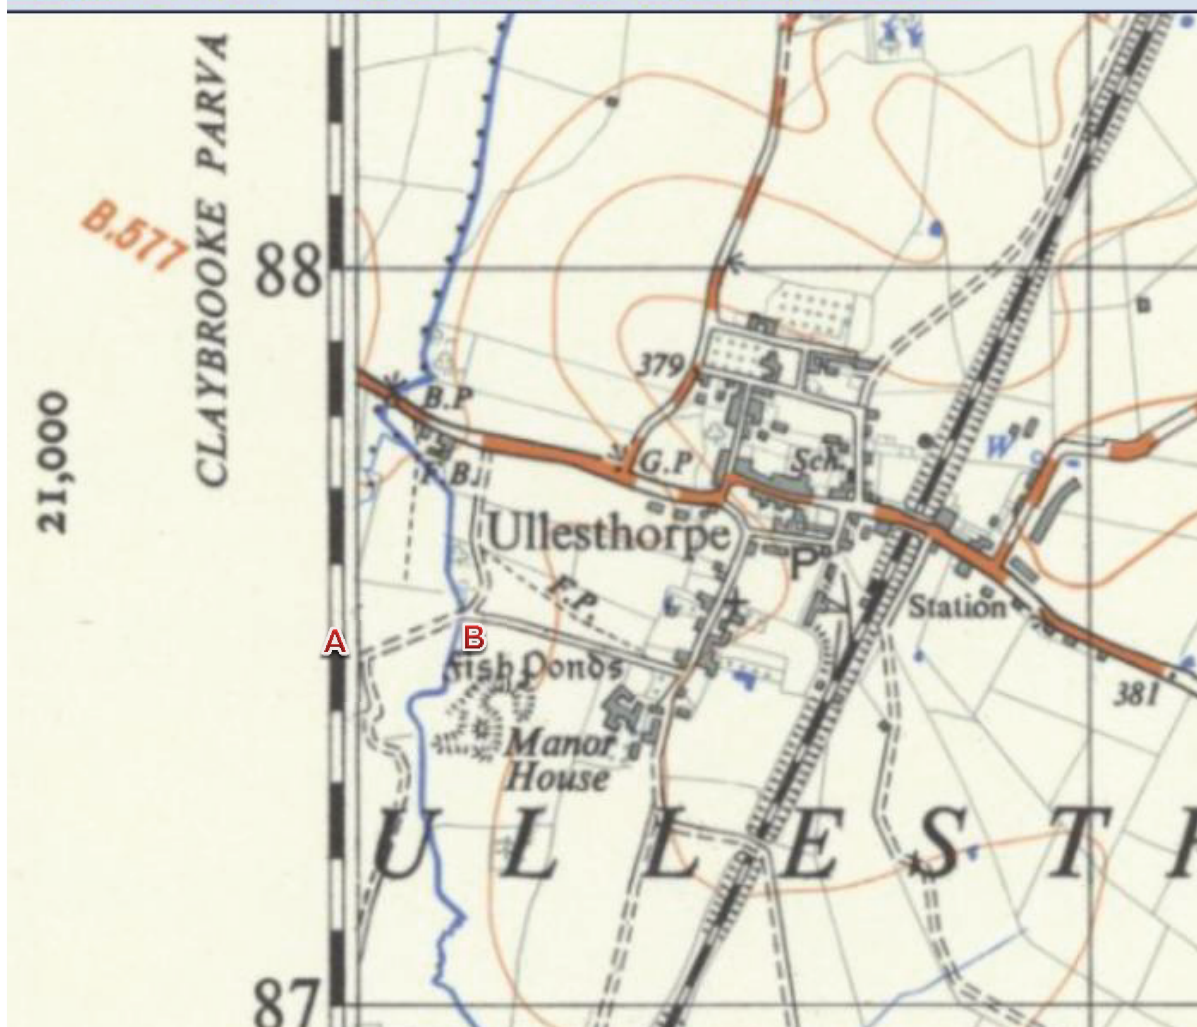 CLAYBROOKE PARVA
B.577
88
379
B.P
G.P
Sch.
W
F.B.
21,000
Ullesthorpe
P
F.P.
Station
A
B
Fish Ponds
381
Manor
House
U L L E S T
87